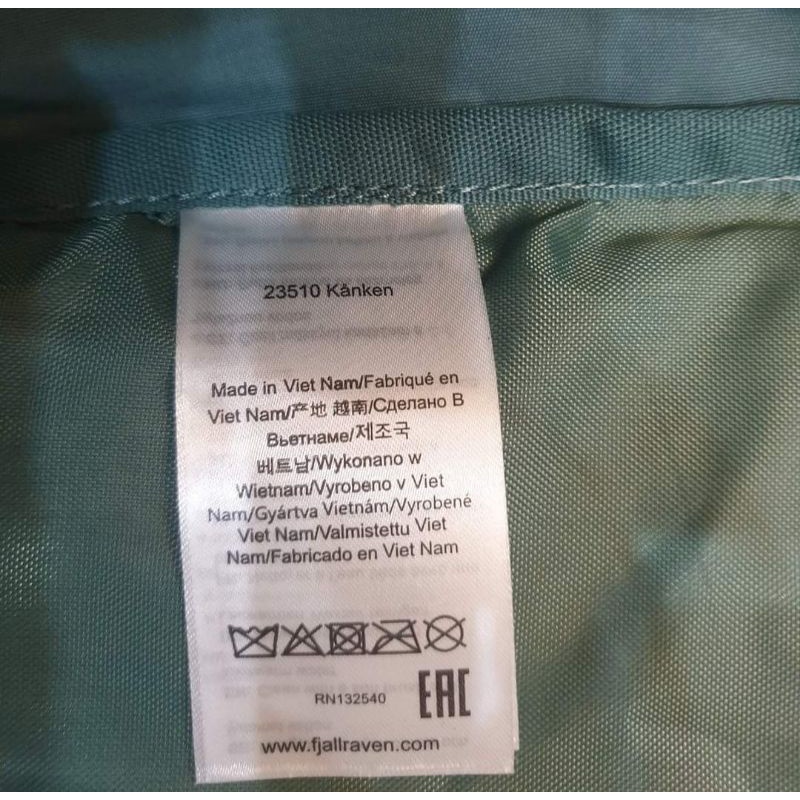 23510 Kånken
Made in Viet Nam/Fabriqué en
Viet Nam/产地 越南/Сделано В
Вьетнаме/제조국
베트남/Wykonano w
Wietnam/Vyrobeno v Viet
Nam/Gyártva Vietnám/Vyrobené
Viet Nam/Valmistettu Viet
Nam/Fabricado en Viet Nam
RN132540 EAC
www.fjallraven.com